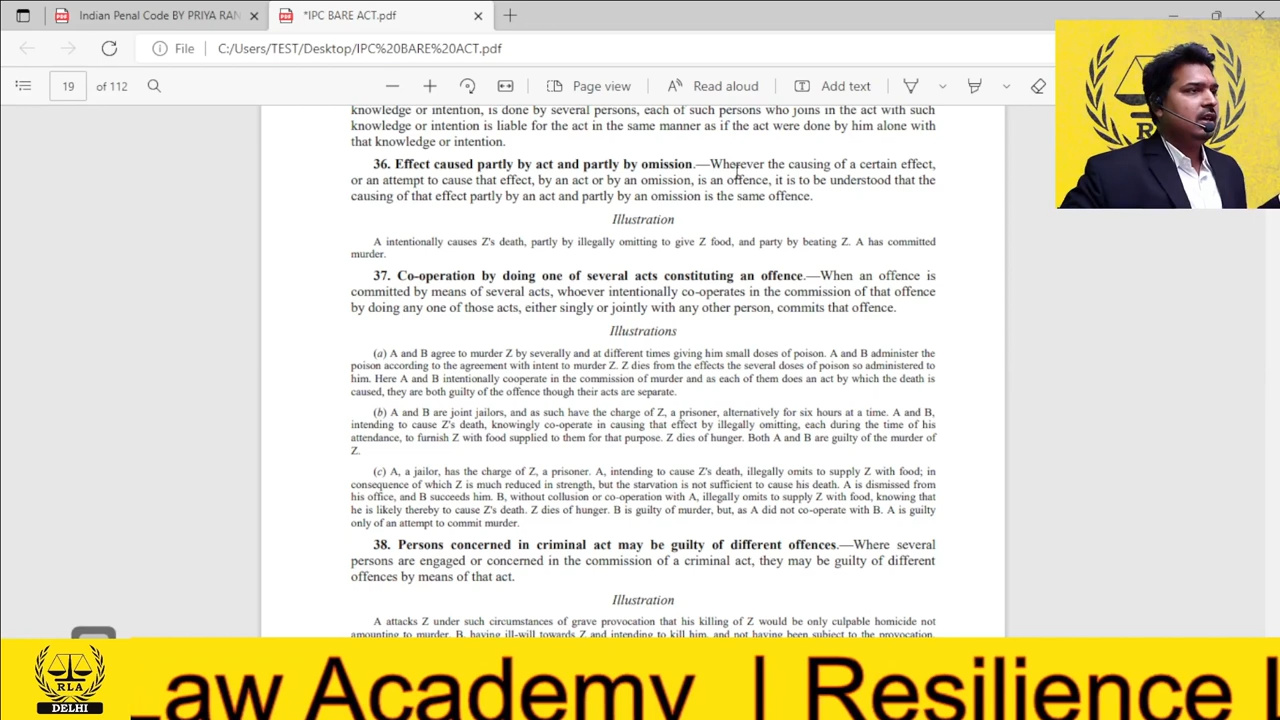 Indian Penal Code BY PRIYA RAN
*IPC BARE ACT.pdf
File
C:/Users/TEST/Desktop/IPC%20BARE%20ACT.pdf
19 of 112
Page view
Read aloud
Add text
knowledge or intention, is done by several persons, each of such persons who joins in the act with such
knowledge or intention is liable for the act in the same manner as if the act were done by him alone with
that knowledge or intention.
36. Effect caused partly by act and partly by omission.—Wherever the causing of a certain effect,
or an attempt to cause that effect, by an act or by an omission, is an offence, it is to be understood that the
causing of that effect partly by an act and partly by an omission is the same offence.
Illustration
A intentionally causes Z's death, partly by illegally omitting to give Z food, and party by beating Z. A has committed
murder.
37. Co-operation by doing one of several acts constituting an offence.—When an offence is
committed by means of several acts, whoever intentionally co-operates in the commission of that offence
by doing any one of those acts, either singly or jointly with any other person, commits that offence.
Illustrations
(a) A and B agree to murder Z by severally and at different times giving him small doses of poison. A and B administer the
poison according to the agreement with intent to murder Z. Z dies from the effects the several doses of poison so administered to
him. Here A and B intentionally cooperate in the commission of murder and as each of them does an act by which the death is
caused, they are both guilty of the offence though their acts are separate.
(b) A and B are joint jailors, and as such have the charge of Z, a prisoner, alternatively for six hours at a time. A and B,
intending to cause Z's death, knowingly co-operate in causing that effect by illegally omitting, each during the time of his
attendance, to furnish Z with food supplied to them for that purpose. Z dies of hunger. Both A and B are guilty of the murder of
Z.
(c) A, a jailor, has the charge of Z, a prisoner. A, intending to cause Z's death, illegally omits to supply Z with food; in
consequence of which Z is much reduced in strength, but the starvation is not sufficient to cause his death. A is dismissed from
his office, and B succeeds him. B, without collusion or co-operation with A, illegally omits to supply Z with food, knowing that
he is likely thereby to cause Z's death. Z dies of hunger. B is guilty of murder, but, as A did not co-operate with B. A is guilty
only of an attempt to commit murder.
38. Persons concerned in criminal act may be guilty of different offences.—Where several
persons are engaged or concerned in the commission of a criminal act, they may be guilty of different
offences by means of that act.
Illustration
A attacks Z under such circumstances of grave provocation that his killing of Z would be only culpable homicide not
amounting to murder. B, having ill-will towards Z and intending to kill him, and not having been subject to the provocation,
RLA
DELHI
Law Academy | Resilience L